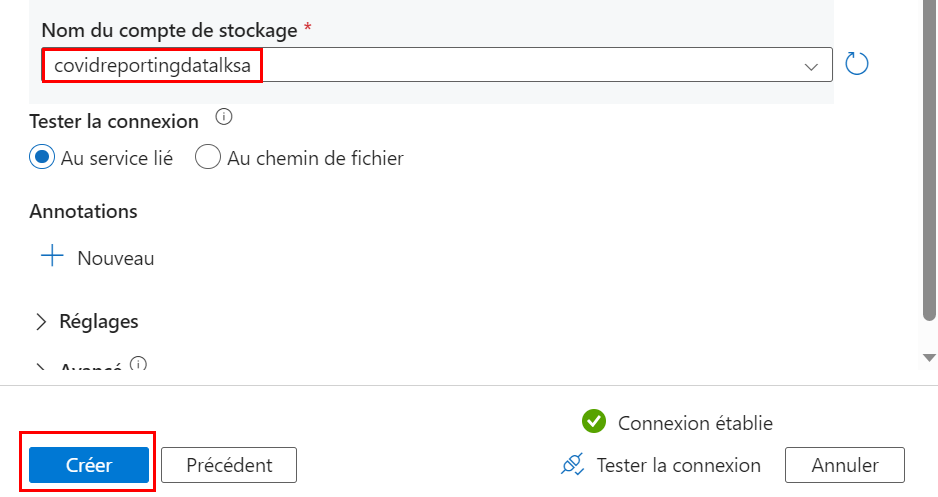 Nom du compte de stockage *
covidreportingdatalksa
Tester la connexion
Au service lié Au chemin de fichier
Annotations
Nouveau
Réglages
Avancé
Connexion établie
Créer Précédent Tester la connexion Annuler